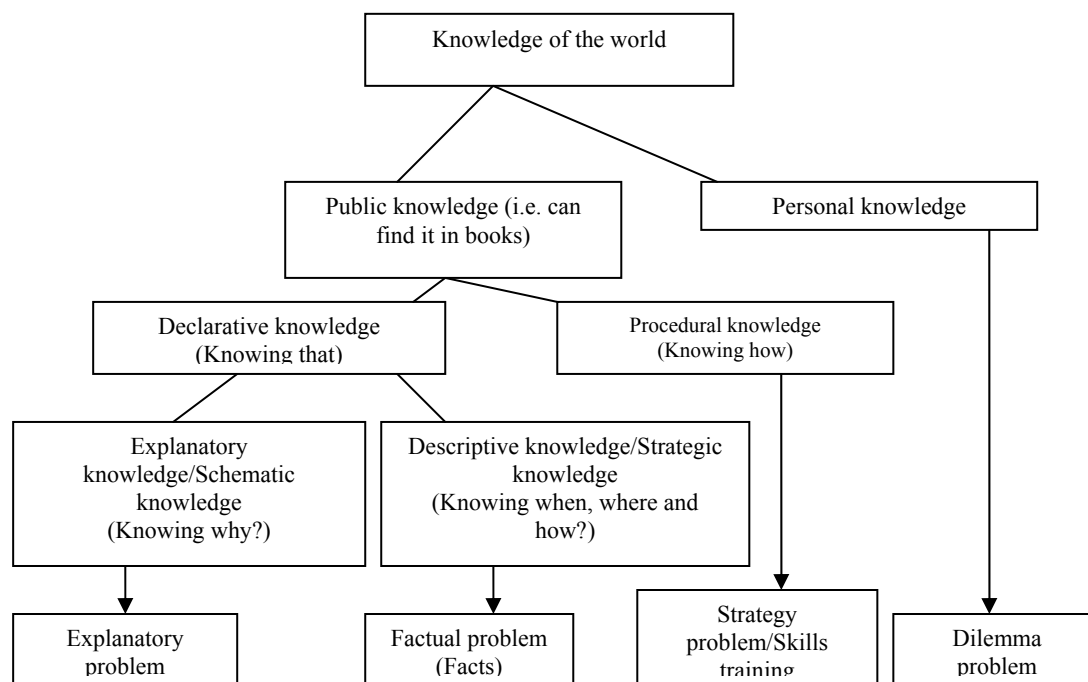 Knowledge of the world
Public knowledge (i.e. can
find it in books)
Personal knowledge
Declarative knowledge
(Knowing that)
Procedural knowledge
(Knowing how)
Explanatory
knowledge/Schematic
knowledge
(Knowing why?)
Descriptive knowledge/Strategic
knowledge
(Knowing when, where and
how?)
Explanatory
problem
Factual problem
(Facts)
Strategy
problem/Skills
training
Dilemma
problem